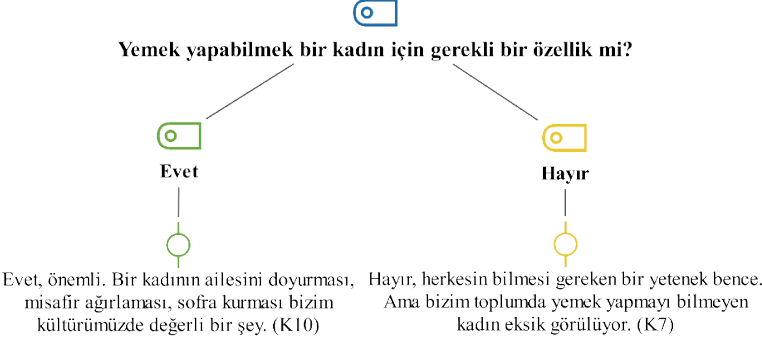 Yemek yapabilmek bir kadın için gerekli bir özellik mi?
Evet
Hayır
Evet, önemli. Bir kadının ailesini doyurması,
misafir ağırlaması, sofra kurması bizim
kültürümüzde değerli bir şey. (K10)
Hayır, herkesin bilmesi gereken bir yetenek bence.
Ama bizim toplumda yemek yapmayı bilmeyen
kadın eksik görülüyor. (K7)